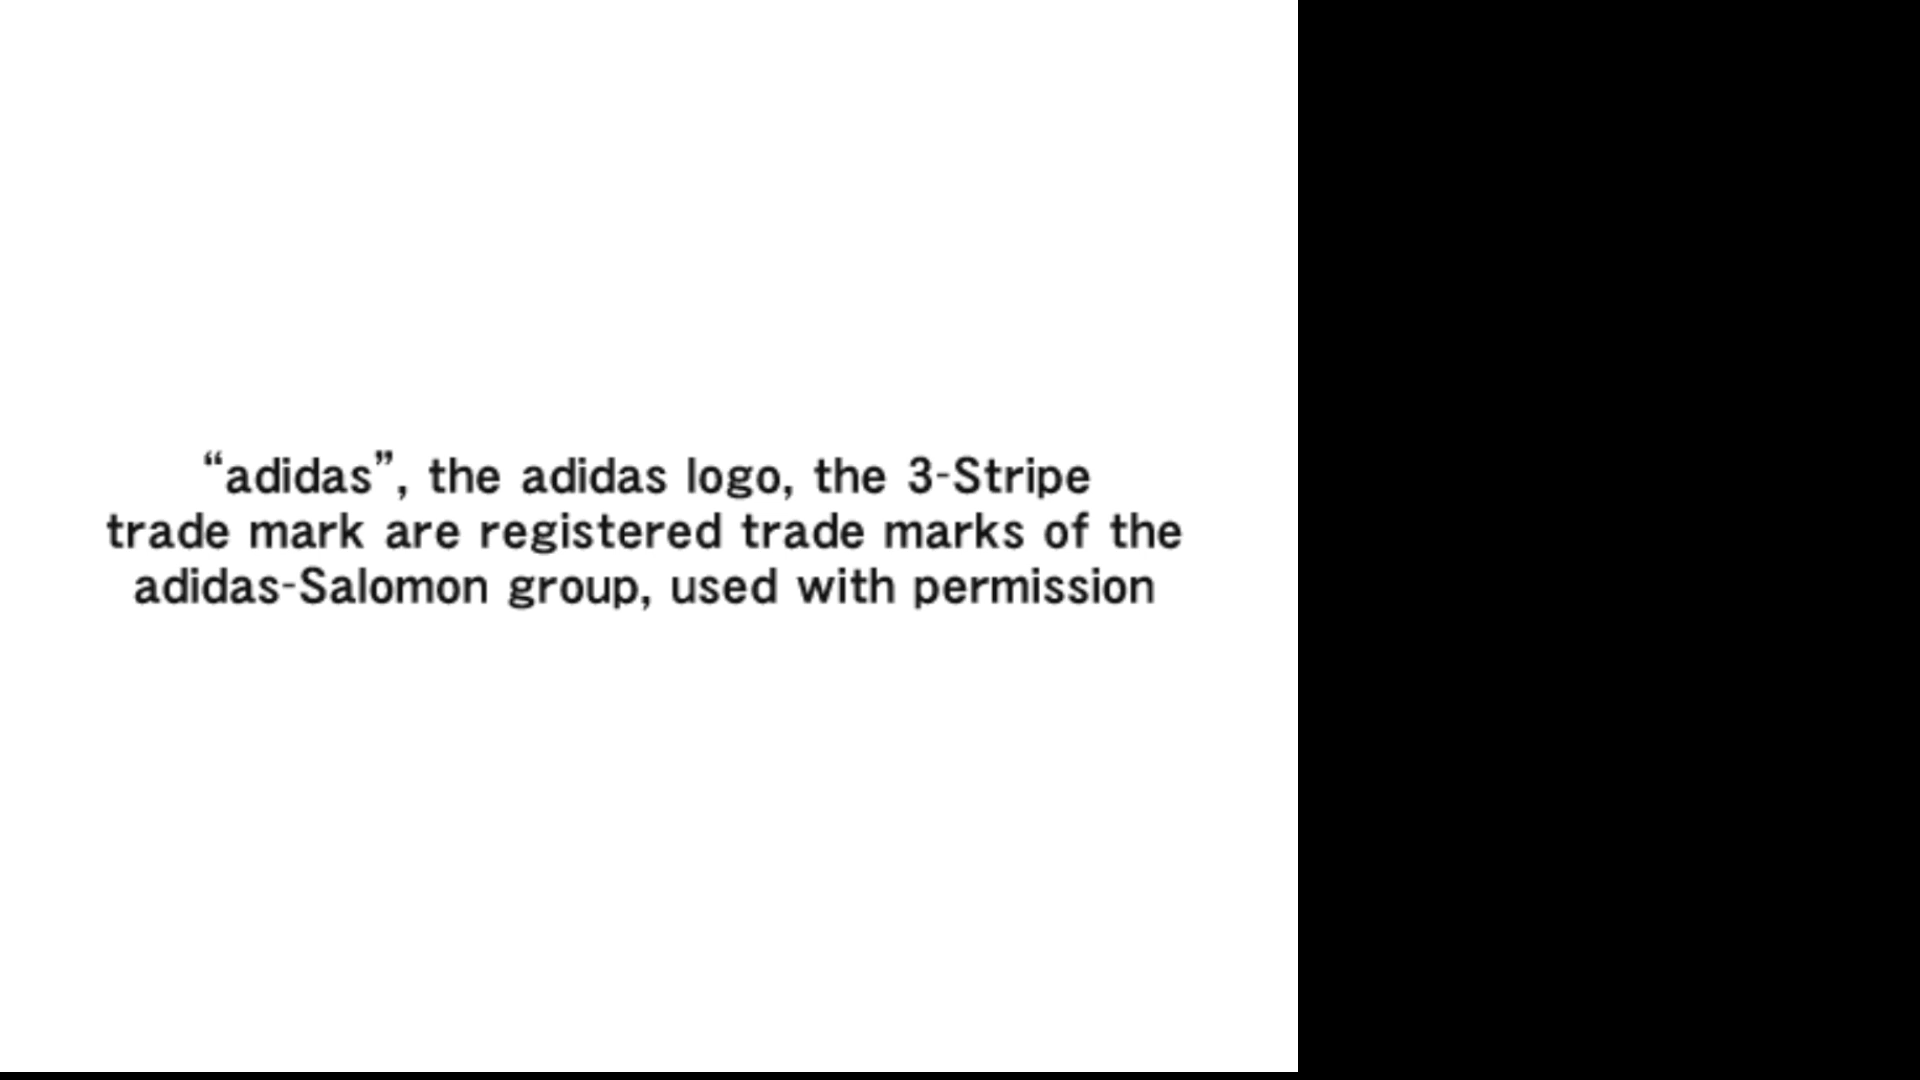 “adidas”, the adidas logo, the 3-Stripe
trade mark are registered trade marks of the
adidas-Salomon group, used with permission